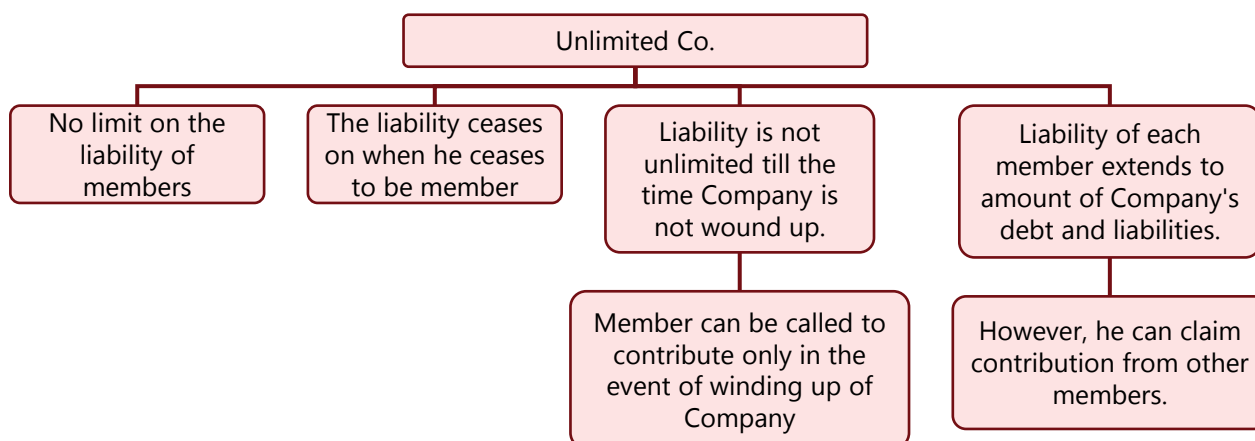 Unlimited Co.
No limit on the
liability of
members
The liability ceases
on when he ceases
to be member
Liability is not
unlimited till the
time Company is
not wound up.
Liability of each
member extends to
amount of Company's
debt and liabilities.
Member can be called to
contribute only in the
event of winding up of
Company
However, he can claim
contribution from other
members.